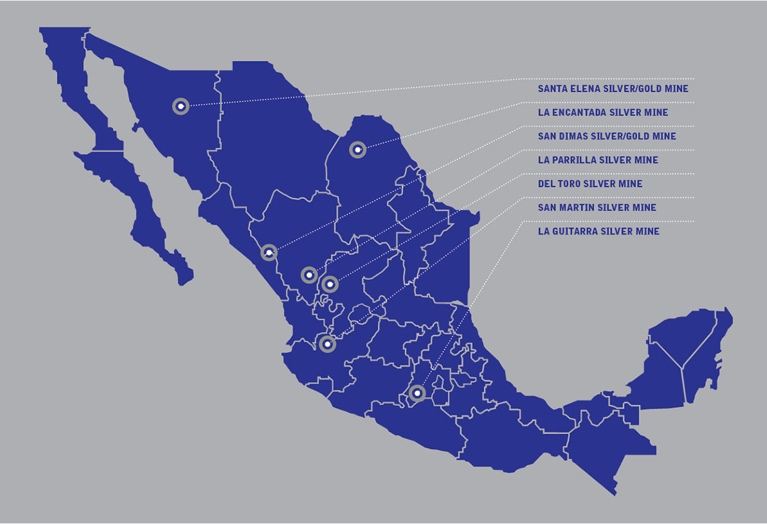 SANTA ELENA SILVER/GOLD MINE
LA ENCANTADA SILVER MINE
SAN DIMAS SILVER/GOLD MINE
LA PARRILLA SILVER MINE
DEL TORO SILVER MINE
SAN MARTIN SILVER MINE
LA GUITARRA SILVER MINE